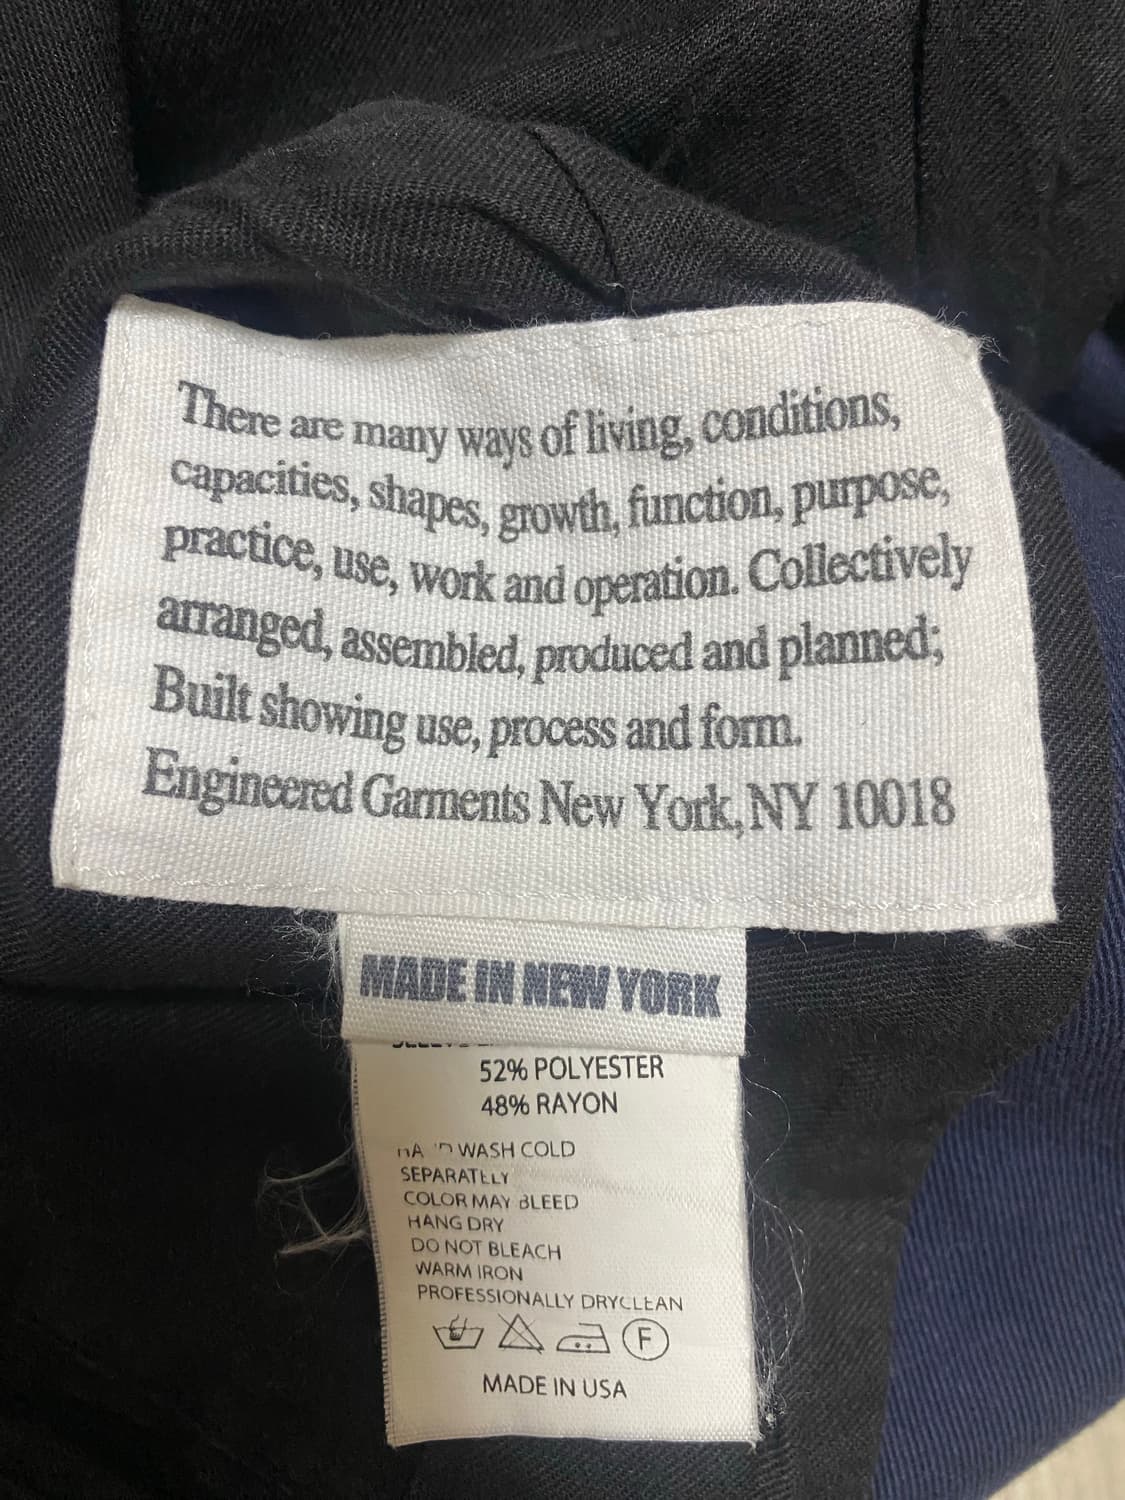 There are many ways of living, conditions,
capacities, shapes, growth, function, purpose,
practice, use, work and operation. Collectively
arranged, assembled, produced and planned;
Built showing use, process and form.
Engineered Garments New York, NY 10018
MADE IN NEW YORK
52% POLYESTER
48% RAYON
WASH COLD
SEPARATELY
COLOR MAY BLEED
HANG DRY
DO NOT BLEACH
WARM IRON
PROFESSIONALLY DRYCLEAN
F
MADE IN USA